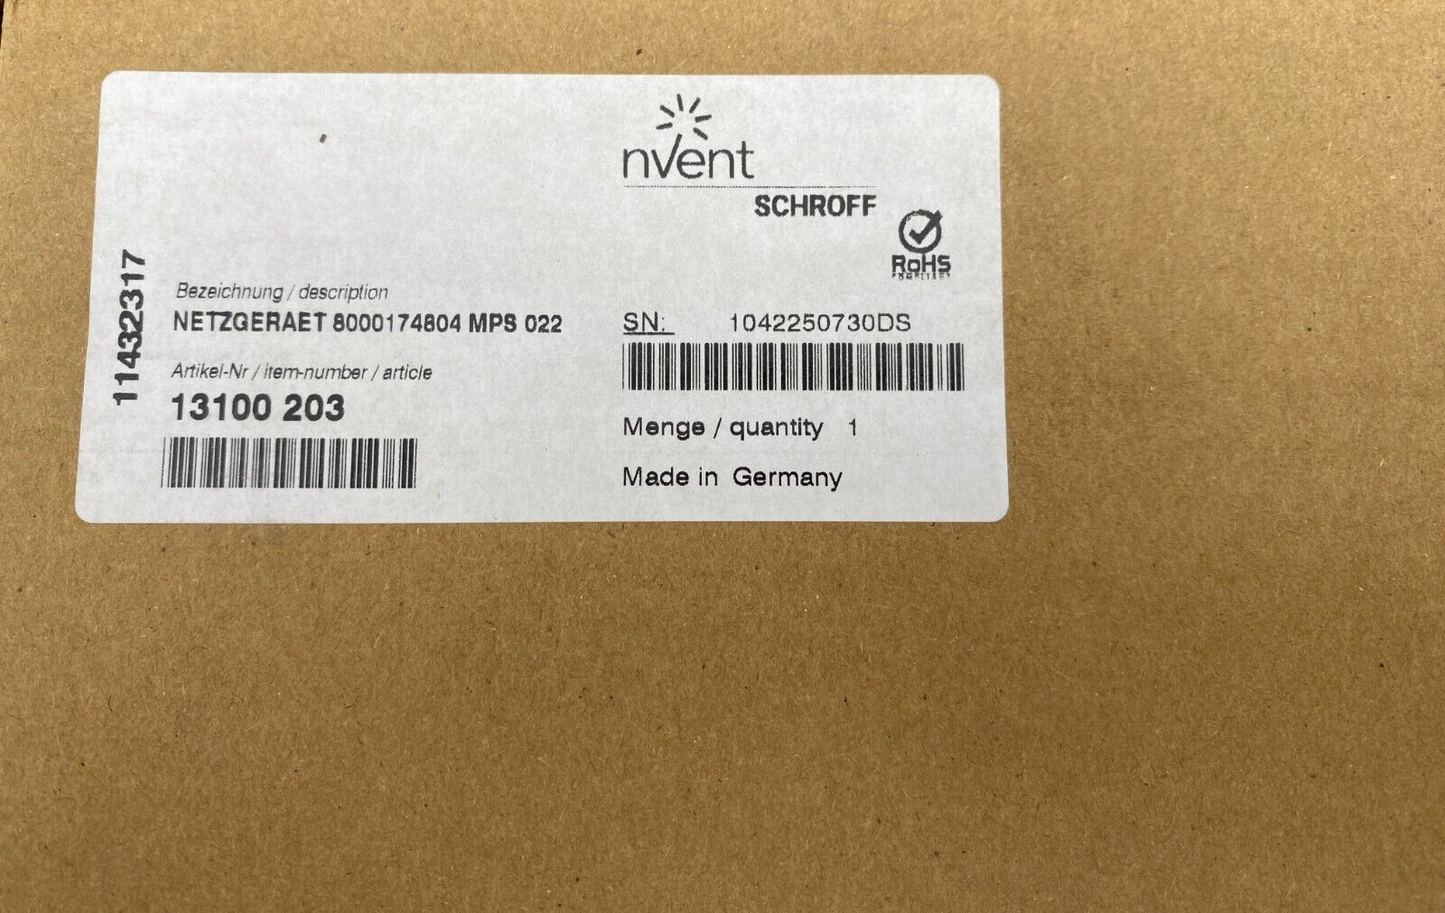 nvent
SCHROFF
RoHS
COMPLIANT
11432317
Bezeichnung / description
NETZGERAET 8000174804 MPS 022
Artikel-Nr / item-number / article
13100 203
SN: 1042250730DS
Menge / quantity 1
Made in Germany